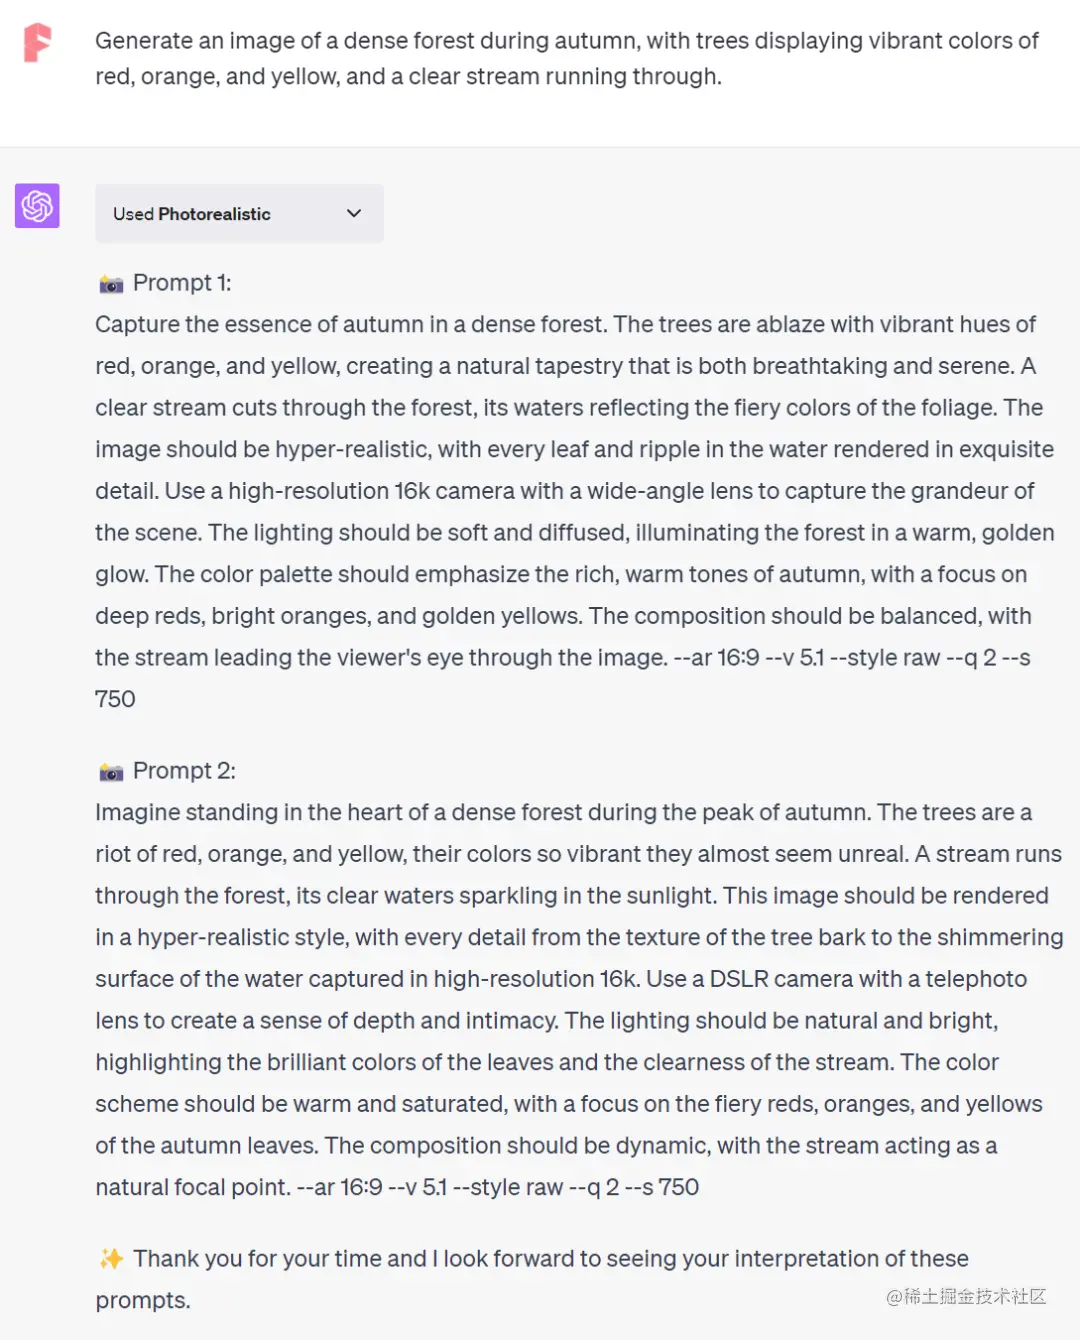 Generate an image of a dense forest during autumn, with trees displaying vibrant colors of
red, orange, and yellow, and a clear stream running through.
Used Photorealistic
📸 Prompt 1:
Capture the essence of autumn in a dense forest. The trees are ablaze with vibrant hues of
red, orange, and yellow, creating a natural tapestry that is both breathtaking and serene. A
clear stream cuts through the forest, its waters reflecting the fiery colors of the foliage. The
image should be hyper-realistic, with every leaf and ripple in the water rendered in exquisite
detail. Use a high-resolution 16k camera with a wide-angle lens to capture the grandeur of
the scene. The lighting should be soft and diffused, illuminating the forest in a warm, golden
glow. The color palette should emphasize the rich, warm tones of autumn, with a focus on
deep reds, bright oranges, and golden yellows. The composition should be balanced, with
the stream leading the viewer's eye through the image. --ar 16:9 --v 5.1 --style raw --q 2 --s
750
📸 Prompt 2:
Imagine standing in the heart of a dense forest during the peak of autumn. The trees are a
riot of red, orange, and yellow, their colors so vibrant they almost seem unreal. A stream runs
through the forest, its clear waters sparkling in the sunlight. This image should be rendered
in a hyper-realistic style, with every detail from the texture of the tree bark to the shimmering
surface of the water captured in high-resolution 16k. Use a DSLR camera with a telephoto
lens to create a sense of depth and intimacy. The lighting should be natural and bright,
highlighting the brilliant colors of the leaves and the clearness of the stream. The color
scheme should be warm and saturated, with a focus on the fiery reds, oranges, and yellows
of the autumn leaves. The composition should be dynamic, with the stream acting as a
natural focal point. --ar 16:9 --v 5.1 --style raw --q 2 --s 750
✨ Thank you for your time and I look forward to seeing your interpretation of these
prompts.
@稀土掘金技术社区